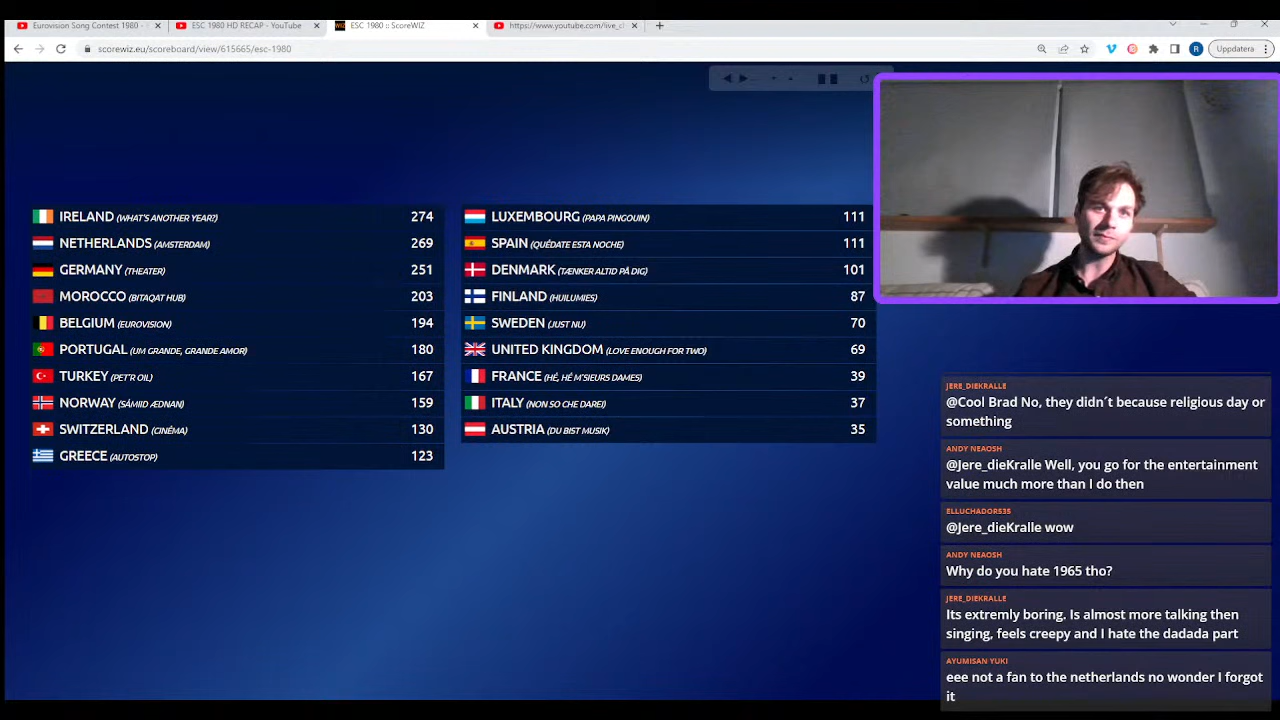 Eurovision Song Contest 1980 -
ESC 1980 HD RECAP - YouTube
ESC 1980 :: ScoreWIZ
https://www.youtube.com/live_c
scorewiz.eu/scoreboard/view/615665/esc-1980
R
Uppdatera
IRELAND (WHAT'S ANOTHER YEAR?) 274
NETHERLANDS (AMSTERDAM) 269
GERMANY (THEATER) 251
MOROCCO (BITAQAT HUB) 203
BELGIUM (EUROVISION) 194
PORTUGAL (UM GRANDE, GRANDE AMOR) 180
TURKEY (PET'R OIL) 167
NORWAY (SÁMIID ÆDNAN) 159
SWITZERLAND (CINÉMA) 130
GREECE (AUTOSTOP) 123
LUXEMBOURG (PAPA PINGOUIN) 111
SPAIN (QUÉDATE ESTA NOCHE) 111
DENMARK (TÆNKER ALTID PÅ DIG) 101
FINLAND (HUILUMIES) 87
SWEDEN (JUST NU) 70
UNITED KINGDOM (LOVE ENOUGH FOR TWO) 69
FRANCE (HÉ, HÉ M'SIEURS DAMES) 39
ITALY (NON SO CHE DAREI) 37
AUSTRIA (DU BIST MUSIK) 35
JERE_DIEKRALLE
@Cool Brad No, they didn´t because religious day or
something
ANDY NEAOSH
@Jere_dieKralle Well, you go for the entertainment
value much more than I do then
ELLUCHADOR535
@Jere_dieKralle wow
ANDY NEAOSH
Why do you hate 1965 tho?
JERE_DIEKRALLE
Its extremly boring. Is almost more talking then
singing, feels creepy and I hate the dadada part
AYUMISAN YUKI
eee not a fan to the netherlands no wonder I forgot
it